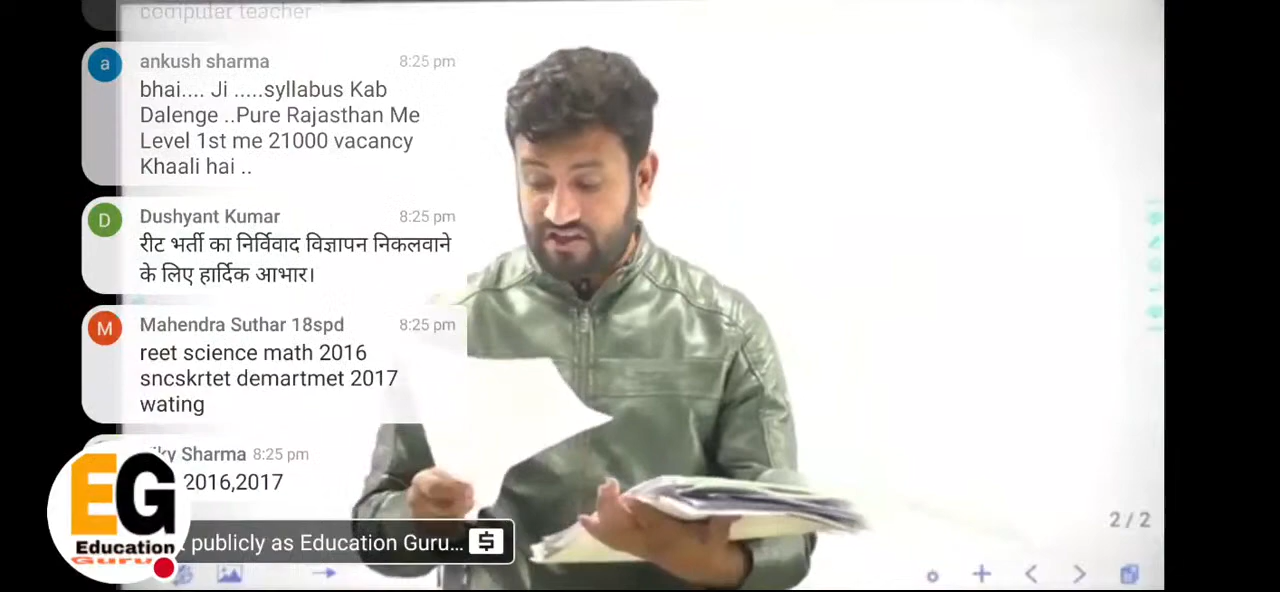 computer teacher
a
ankush sharma 8:25 pm
bhai.... Ji .....syllabus Kab
Dalenge ..Pure Rajasthan Me
Level 1st me 21000 vacancy
Khaali hai ..
D
Dushyant Kumar 8:25 pm
रीट भर्ती का निर्विवाद विज्ञापन निकलवाने
के लिए हार्दिक आभार।
M
Mahendra Suthar 18spd 8:25 pm
reet science math 2016
sncskrtet demartmet 2017
wating
Sharma 8:25 pm
2016,2017
EG
Education
Guru
publicly as Education Guru... $
2/2